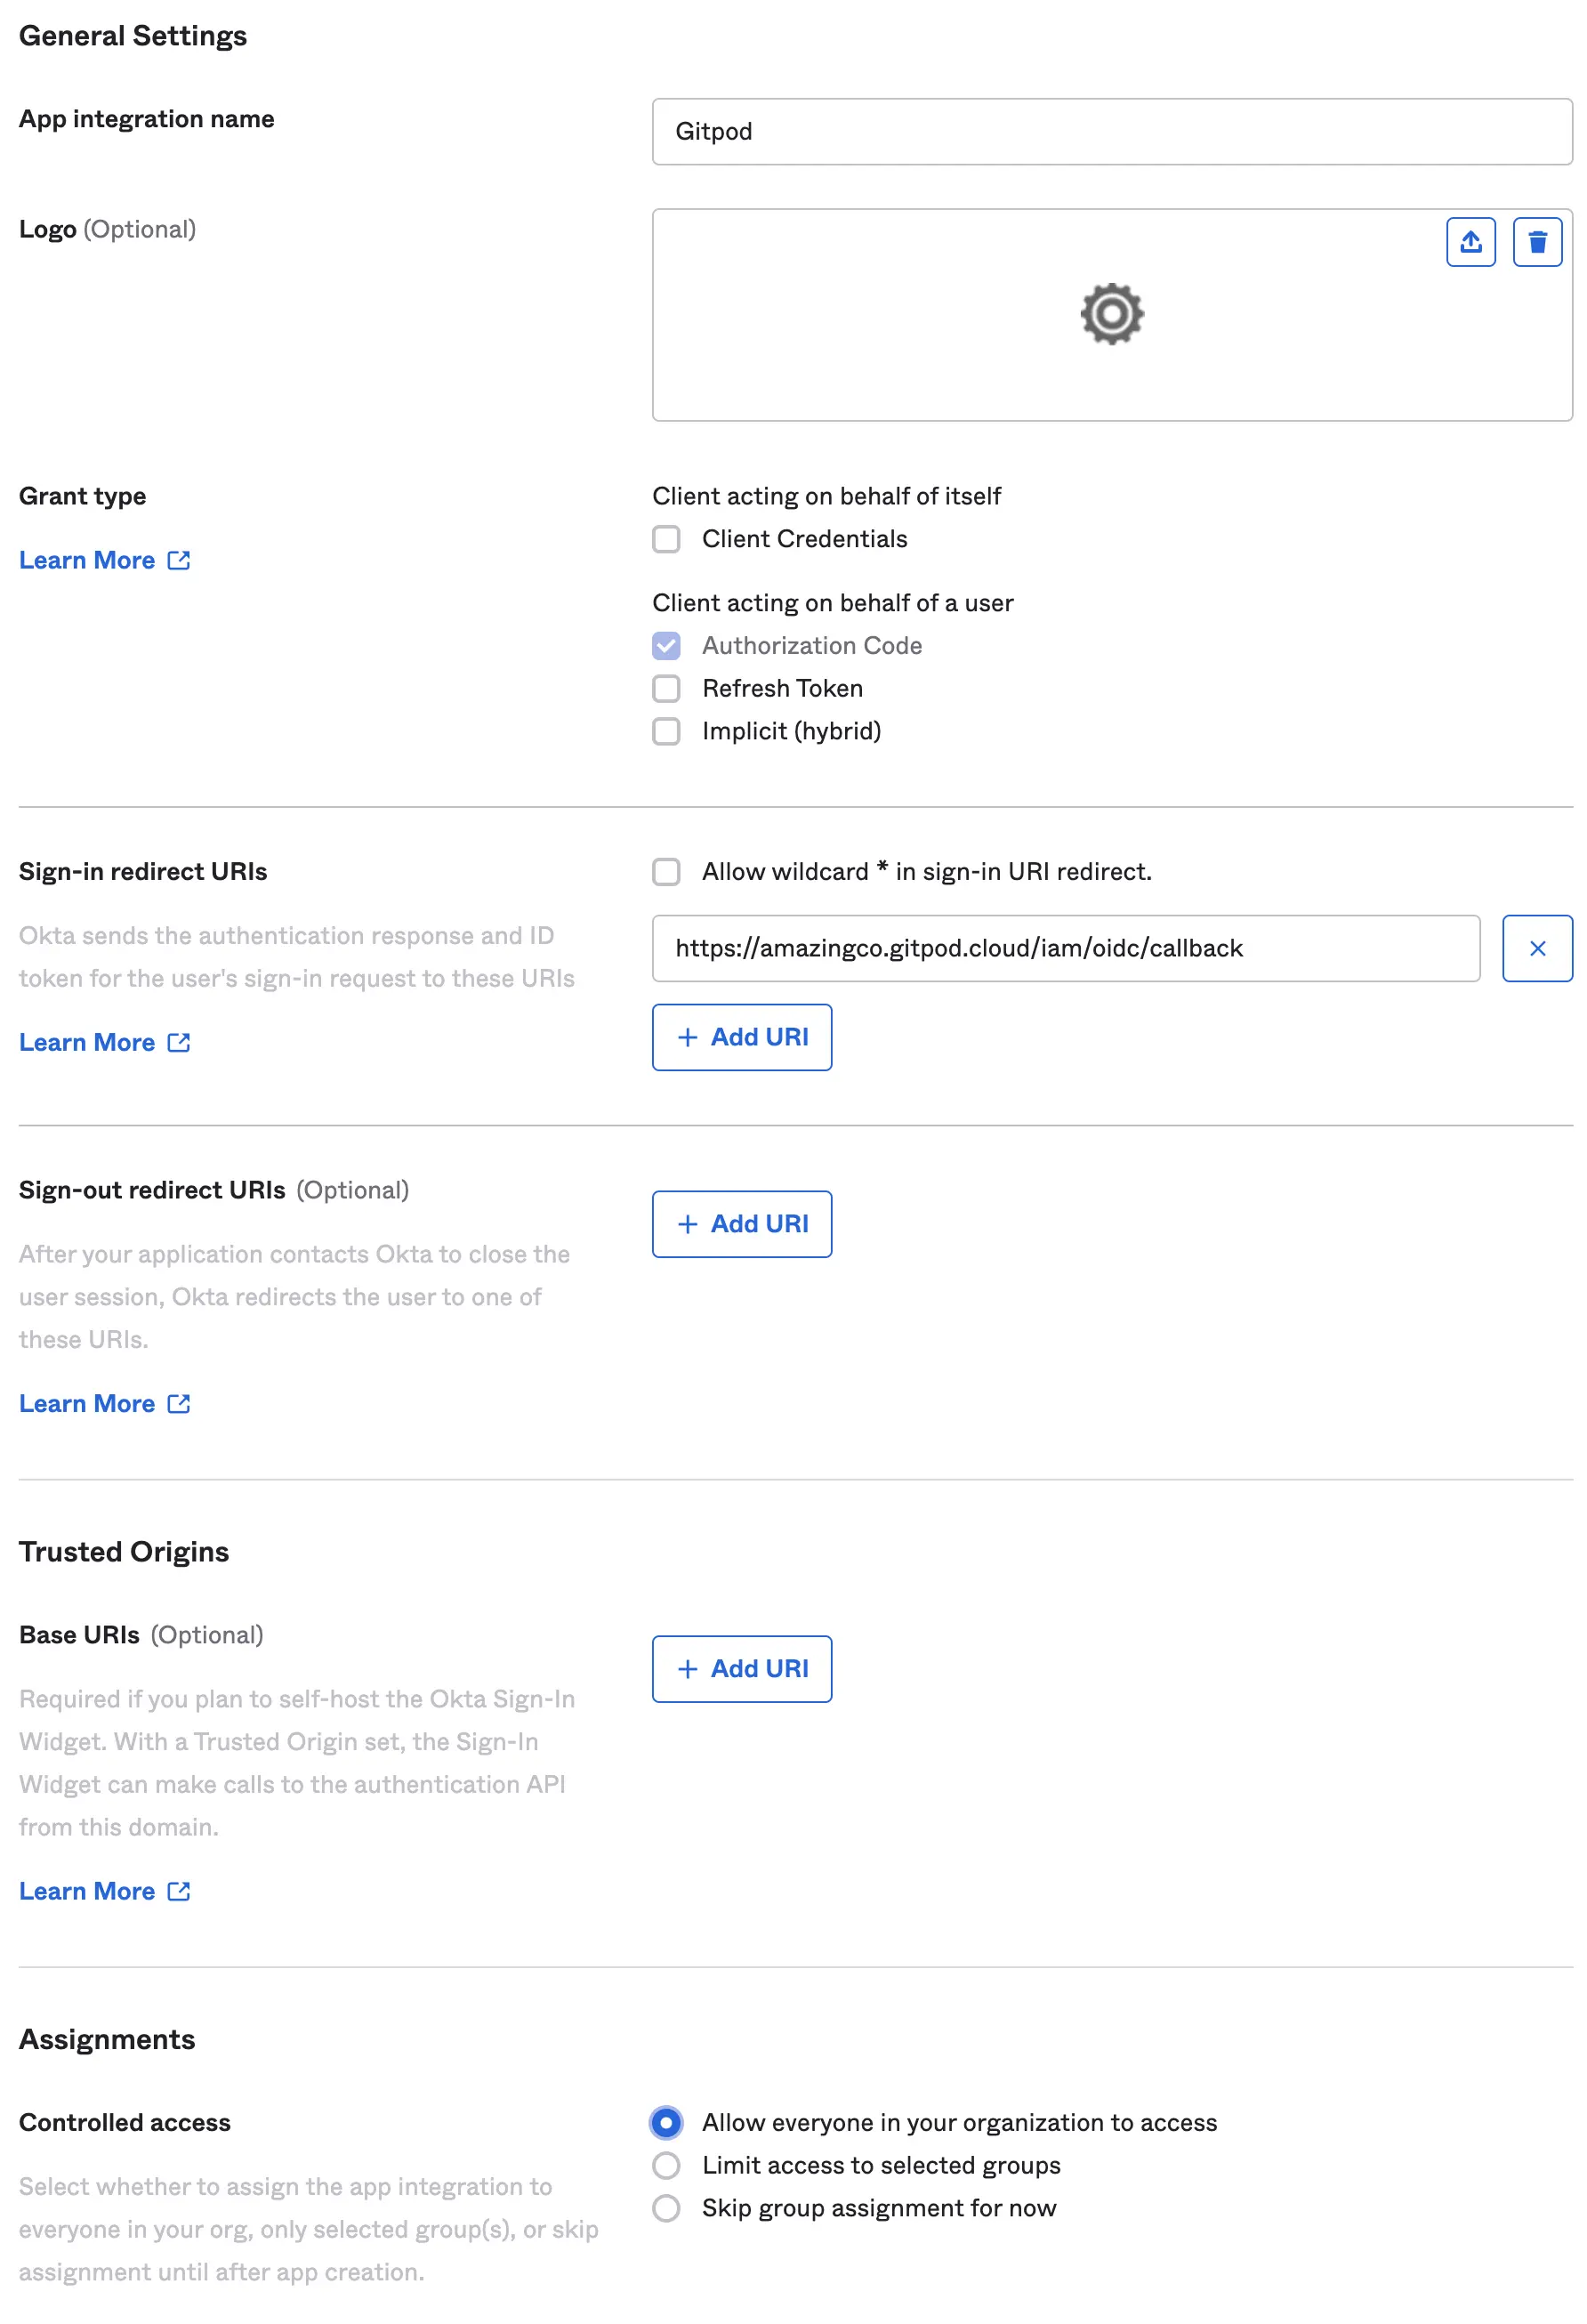 General Settings
App integration name
Gitpod
Logo (Optional)
Grant type
Learn More
Client acting on behalf of itself
Client Credentials
Client acting on behalf of a user
Authorization Code
Refresh Token
Implicit (hybrid)
Sign-in redirect URIs
Okta sends the authentication response and ID
token for the user's sign-in request to these URIs
Learn More
Allow wildcard * in sign-in URI redirect.
https://amazingco.gitpod.cloud/iam/oidc/callback
+ Add URI
Sign-out redirect URIs (Optional)
After your application contacts Okta to close the
user session, Okta redirects the user to one of
these URIs.
Learn More
+ Add URI
Trusted Origins
Base URIs (Optional)
Required if you plan to self-host the Okta Sign-In
Widget. With a Trusted Origin set, the Sign-In
Widget can make calls to the authentication API
from this domain.
Learn More
+ Add URI
Assignments
Controlled access
Select whether to assign the app integration to
everyone in your org, only selected group(s), or skip
assignment until after app creation.
Allow everyone in your organization to access
Limit access to selected groups
Skip group assignment for now